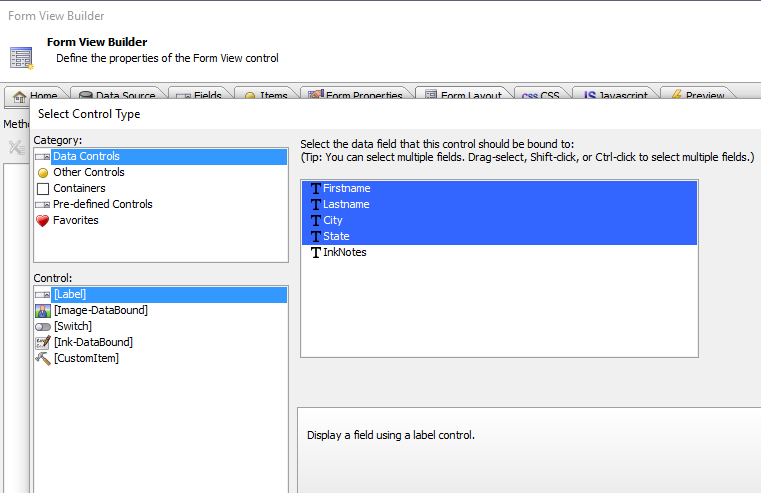 Form View Builder
Form View Builder
Define the properties of the Form View control
Home Data Source Fields Items Form Properties Form Layout CSS CSS JS Javascript Preview
Select Control Type
Category:
Data Controls
Other Controls
Containers
Pre-defined Controls
Favorites
Select the data field that this control should be bound to:
(Tip: You can select multiple fields. Drag-select, Shift-click, or Ctrl-click to select multiple fields.)
Firstname
Lastname
City
State
InkNotes
Control:
[Label]
[Image-DataBound]
[Switch]
[Ink-DataBound]
[CustomItem]
Display a field using a label control.